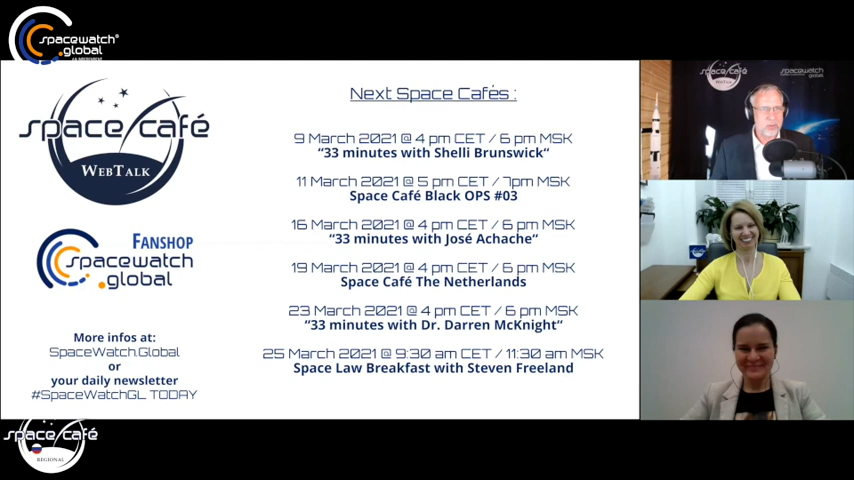 spacewatch®
.global
space café
WEBTALK
FANSHOP
spacewatch
.global
More infos at:
SpaceWatch.Global
or
your daily newsletter
#SpaceWatchGL TODAY
Next Space Cafés :
9 March 2021 @ 4 pm CET / 6 pm MSK
“33 minutes with Shelli Brunswick“
11 March 2021 @ 5 pm CET / 7pm MSK
Space Café Black OPS #03
16 March 2021 @ 4 pm CET / 6 pm MSK
“33 minutes with José Achache“
19 March 2021 @ 4 pm CET / 6 pm MSK
Space Café The Netherlands
23 March 2021 @ 4 pm CET / 6 pm MSK
“33 minutes with Dr. Darren McKnight“
25 March 2021 @ 9:30 am CET / 11:30 am MSK
Space Law Breakfast with Steven Freeland
space café
spacewatch
space café
REGIONAL